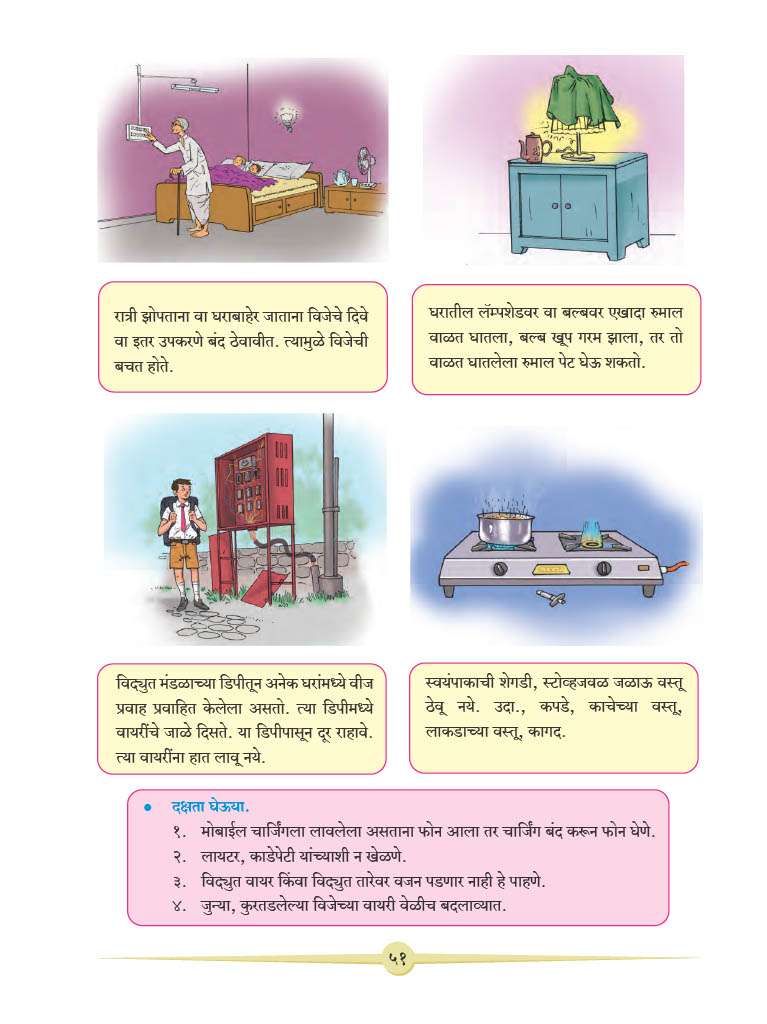 रात्री झोपताना वा घराबाहेर जाताना विजेचे दिवे
वा इतर उपकरणे बंद ठेवावीत. त्यामुळे विजेची
बचत होते.
घरातील लॅम्पशेडवर वा बल्बवर एखादा रुमाल
वाळत घातला, बल्ब खूप गरम झाला, तर तो
वाळत घातलेला रुमाल पेट घेऊ शकतो.
विद्युत मंडळाच्या डिपीतून अनेक घरांमध्ये वीज
प्रवाह प्रवाहित केलेला असतो. त्या डिपीमध्ये
वायरींचे जाळे दिसते. या डिपीपासून दूर राहावे.
त्या वायरींना हात लावू नये.
स्वयंपाकाची शेगडी, स्टोव्हजवळ जळाऊ वस्तू
ठेवू नये. उदा., कपडे, काचेच्या वस्तू,
लाकडाच्या वस्तू, कागद.
● दक्षता घेऊया.
१. मोबाईल चार्जिंगला लावलेला असताना फोन आला तर चार्जिंग बंद करून फोन घेणे.
२. लायटर, काडेपेटी यांच्याशी न खेळणे.
३. विद्युत वायर किंवा विद्युत तारेवर वजन पडणार नाही हे पाहणे.
४. जुन्या, कुरतडलेल्या विजेच्या वायरी वेळीच बदलाव्यात.
५१